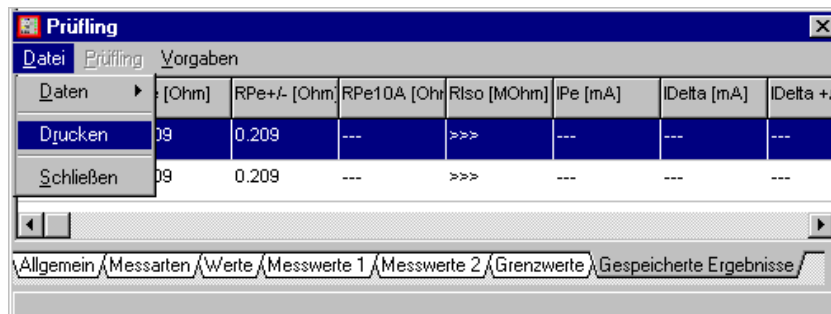 Prüfling
Datei Prüfling Vorgaben
Daten
Drucken
Schließen
[Ohm] RPe+/- [Ohm] RPe10A [Ohr RIso [MOhm] IPe [mA] IDelta [mA] IDelta +/
09 0.209 --- >>> --- --- ---
09 0.209 --- >>> --- --- ---
Allgemein Messarten Werte Messwerte 1 Messwerte 2 Grenzwerte Gespeicherte Ergebnisse